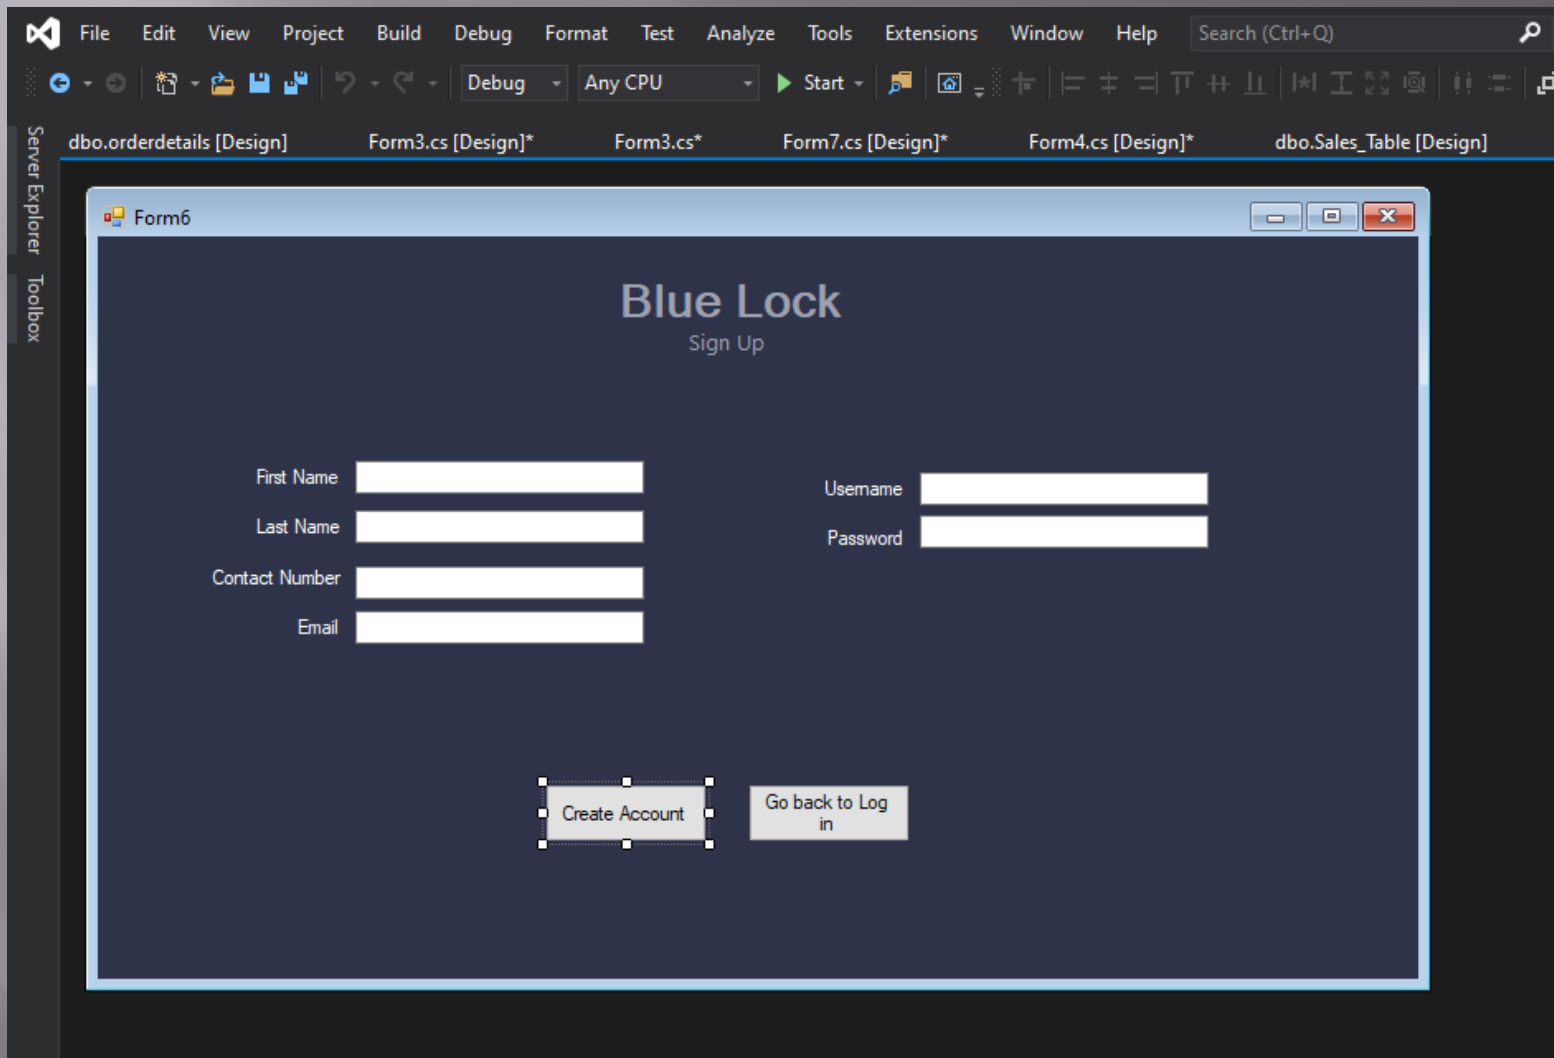 File Edit View Project Build Debug Format Test Analyze Tools Extensions Window Help Search (Ctrl+Q)
Debug Any CPU Start
Server Explorer
Toolbox
dbo.orderdetails [Design] Form3.cs [Design]* Form3.cs* Form7.cs [Design]* Form4.cs [Design]* dbo.Sales_Table [Design]
Form6
Blue Lock
Sign Up
First Name
Last Name
Contact Number
Email
Username
Password
Create Account
Go back to Log
in